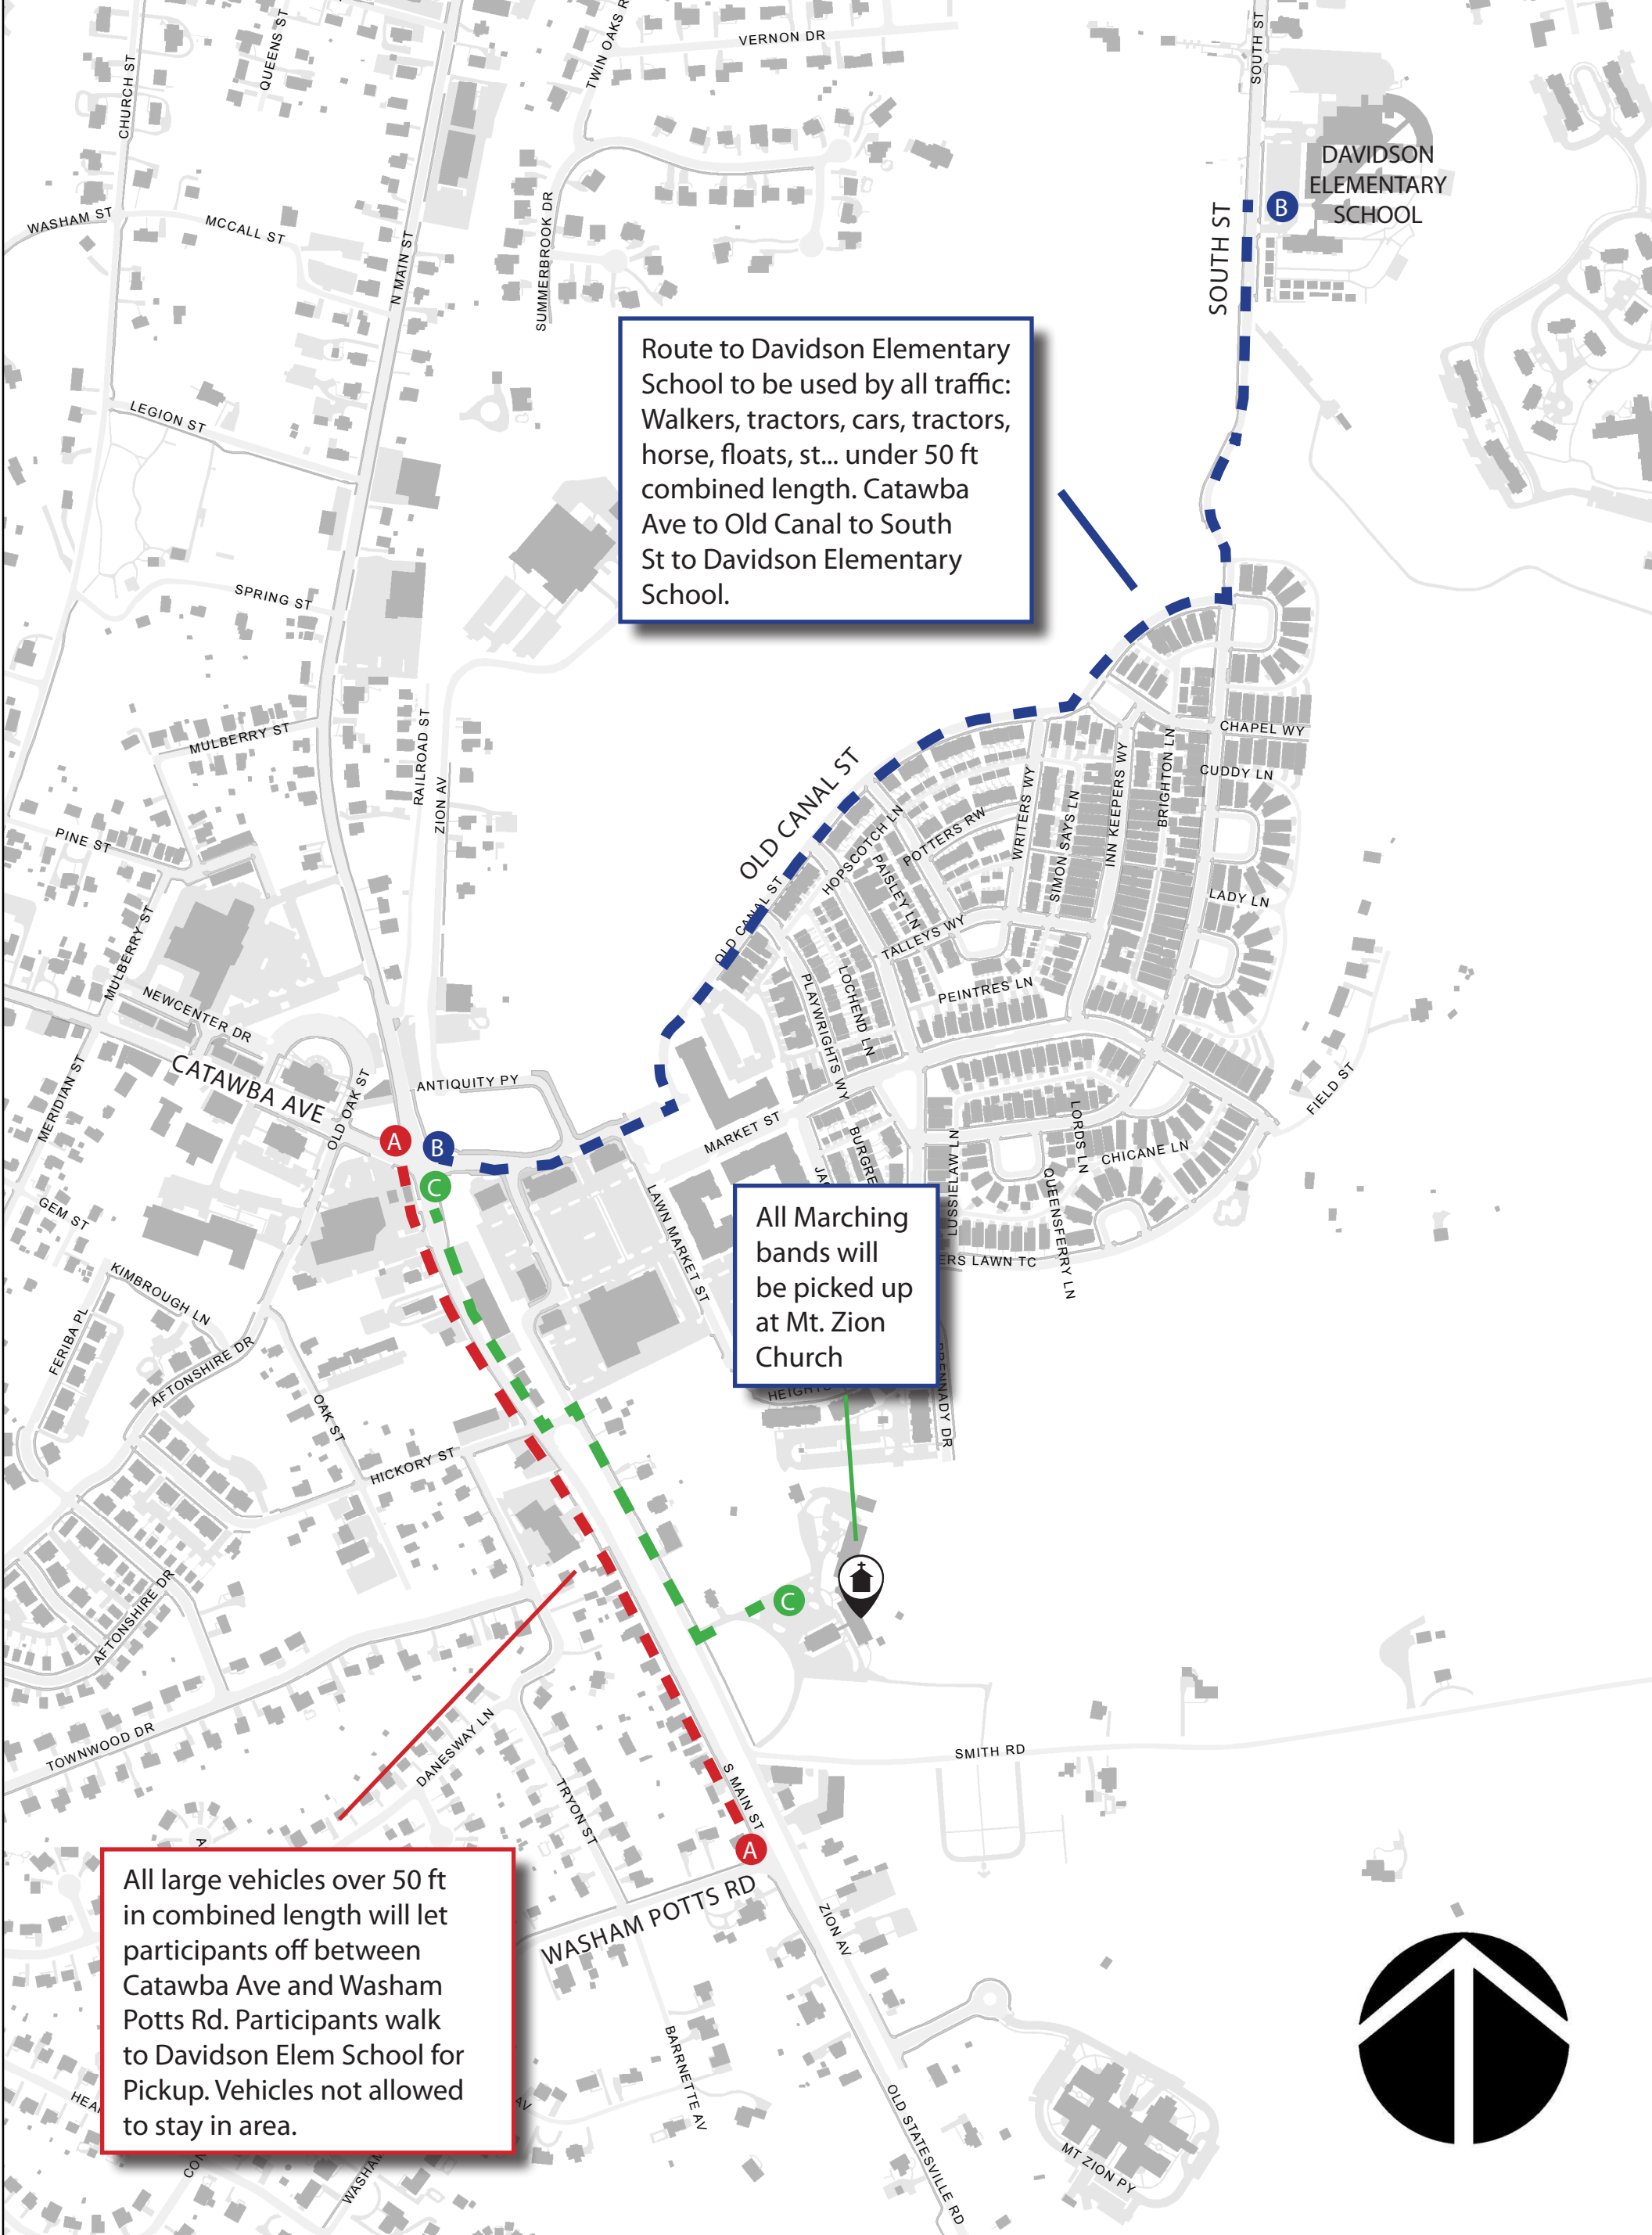 CHURCH ST
QUEENS ST
VERNON DR
SOUTH ST
WASHAM ST
MCCALL ST
N MAIN ST
SUMMERBROOK DR
DAVIDSON
ELEMENTARY
SCHOOL
B
SOUTH ST
LEGION ST
Route to Davidson Elementary
School to be used by all traffic:
Walkers, tractors, cars, tractors,
horse, floats, st... under 50 ft
combined length. Catawba
Ave to Old Canal to South
St to Davidson Elementary
School.
SPRING ST
MULBERRY ST
RAILROAD ST
ZION AV
OLD CANAL ST
OLD CANAL ST
CHAPEL WY
CUDDY LN
WRITERS WY
SIMON SAYS LN
INN KEEPERS WY
BRIGHTON LN
HOPSCOTCH LN
PAISLEY LN
POTTERS RW
PINE ST
MULBERRY ST
LADY LN
TALLEYS WY
PLAYWRIGHTS WY
LOCHEND LN
PEINTRES LN
NEWCENTER DR
CATAWBA AVE
MERIDIAN ST
OLD OAK ST
ANTIQUITY PY
FIELD ST
A
B
C
MARKET ST
LORDS LN
CHICANE LN
LUSSIELAW LN
QUEENSFERRY LN
ERS LAWN TC
GEM ST
LAWN MARKET ST
All Marching
bands will
be picked up
at Mt. Zion
Church
KIMBROUGH LN
FERIBA PL
AFTONSHIRE DR
OAK ST
HICKORY ST
HEIGHTS
ENNADY DR
C
AFTONSHIRE DR
TOWNWOOD DR
DANESWAY LN
TRYON ST
S MAIN ST
SMITH RD
A
A
All large vehicles over 50 ft
in combined length will let
participants off between
Catawba Ave and Washam
Potts Rd. Participants walk
to Davidson Elem School for
Pickup. Vehicles not allowed
to stay in area.
WASHAM POTTS RD
ZION AV
BARRNETTE AV
OLD STATESVILLE RD
MT ZION PY
AV
WASHAM